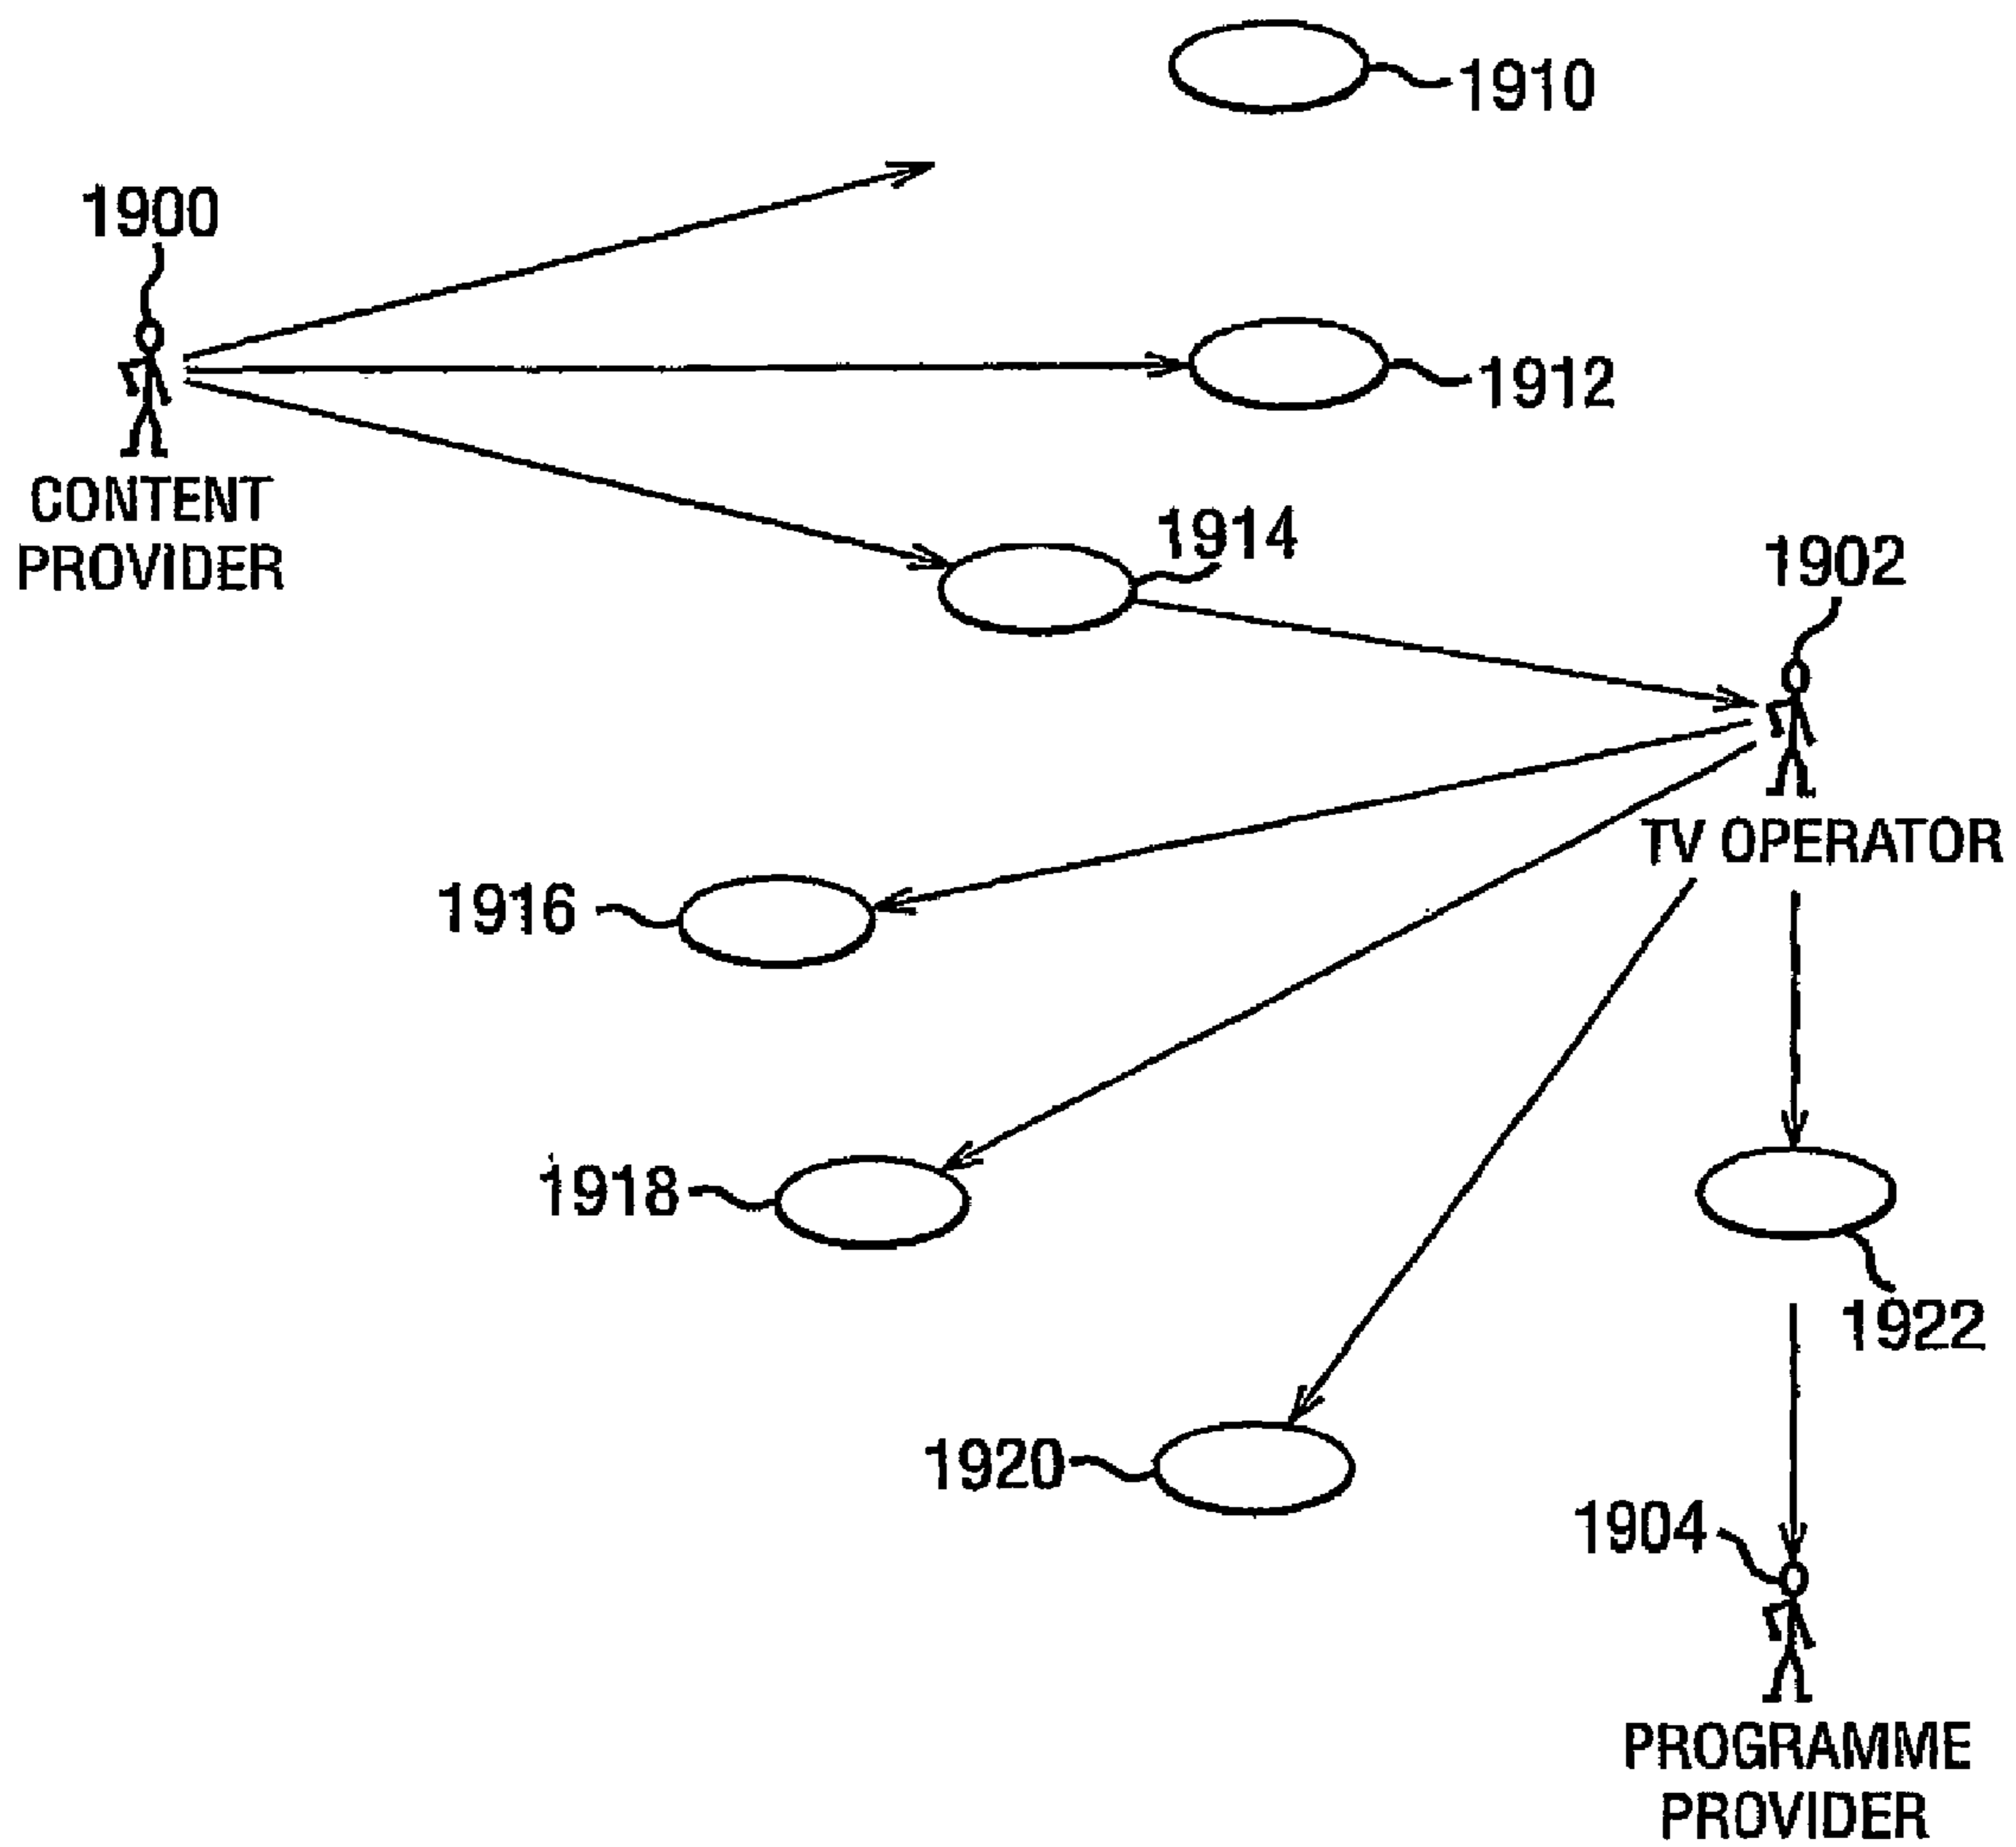 1910
1900
1912
CONTENT
PROVIDER
1914
1902
TV OPERATOR
1916
1918
1922
1920
1904
PROGRAMME
PROVIDER